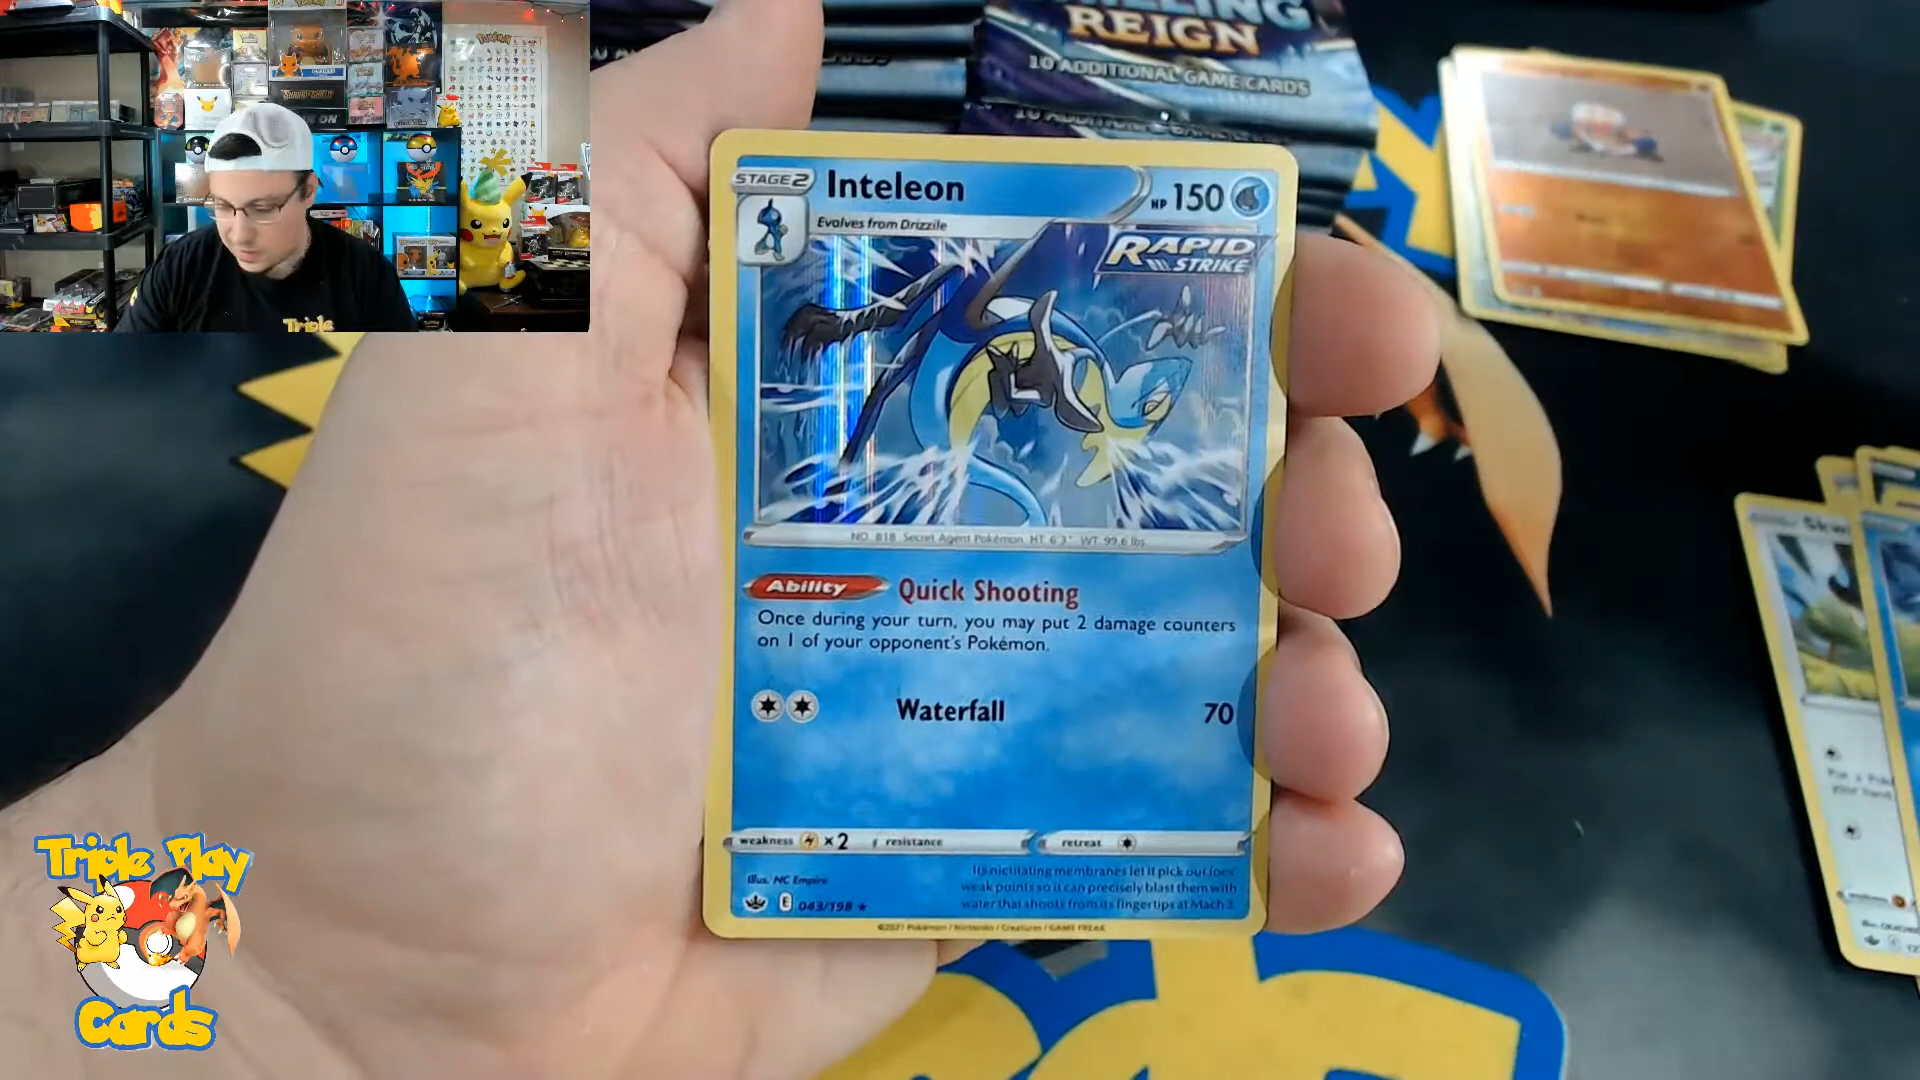 REIGN
10 ADDITIONAL GAME CARDS
STAGE 2
Inteleon
HP 150
Evolves from Drizzile
RAPID
STRIKE
NO. 818 Secret Agent Pokémon HT: 6'3" WT: 99.6 lbs
Ability Quick Shooting
Once during your turn, you may put 2 damage counters
on 1 of your opponent's Pokémon.
Waterfall 70
weakness ×2 resistance retreat
Illus. NC Empire
Its nictitating membranes let it pick out foes'
weak points so it can precisely blast them with
water that shoots from its fingertips at Mach 3.
E 043/198 ★
©2021 Pokémon / Nintendo / Creatures / GAME FREAK
Triple
Triple Play
Cards